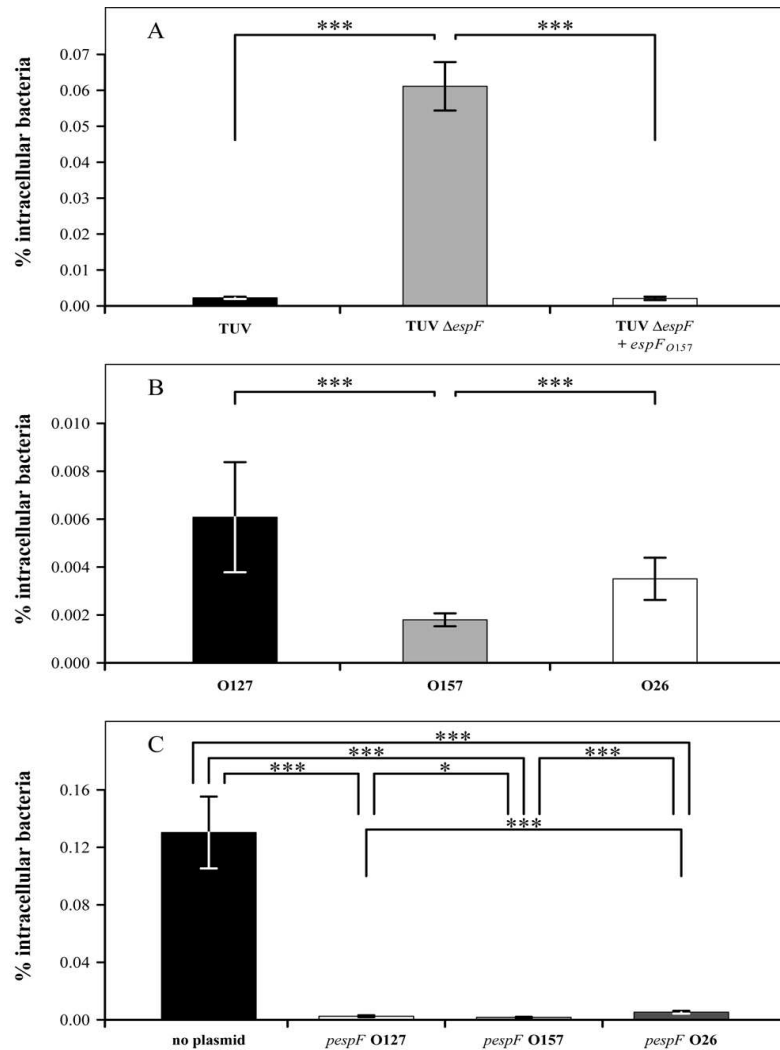 A
*** ***
% intracellular bacteria
0.07
0.06
0.05
0.04
0.03
0.02
0.01
0.00
TUV TUV ΔespF TUV ΔespF
+ espF O157
B
*** ***
% intracellular bacteria
0.010
0.008
0.006
0.004
0.002
0.000
O127 O157 O26
C
***
***
*** * ***
***
% intracellular bacteria
0.16
0.12
0.08
0.04
0.00
no plasmid pespF O127 pespF O157 pespF O26